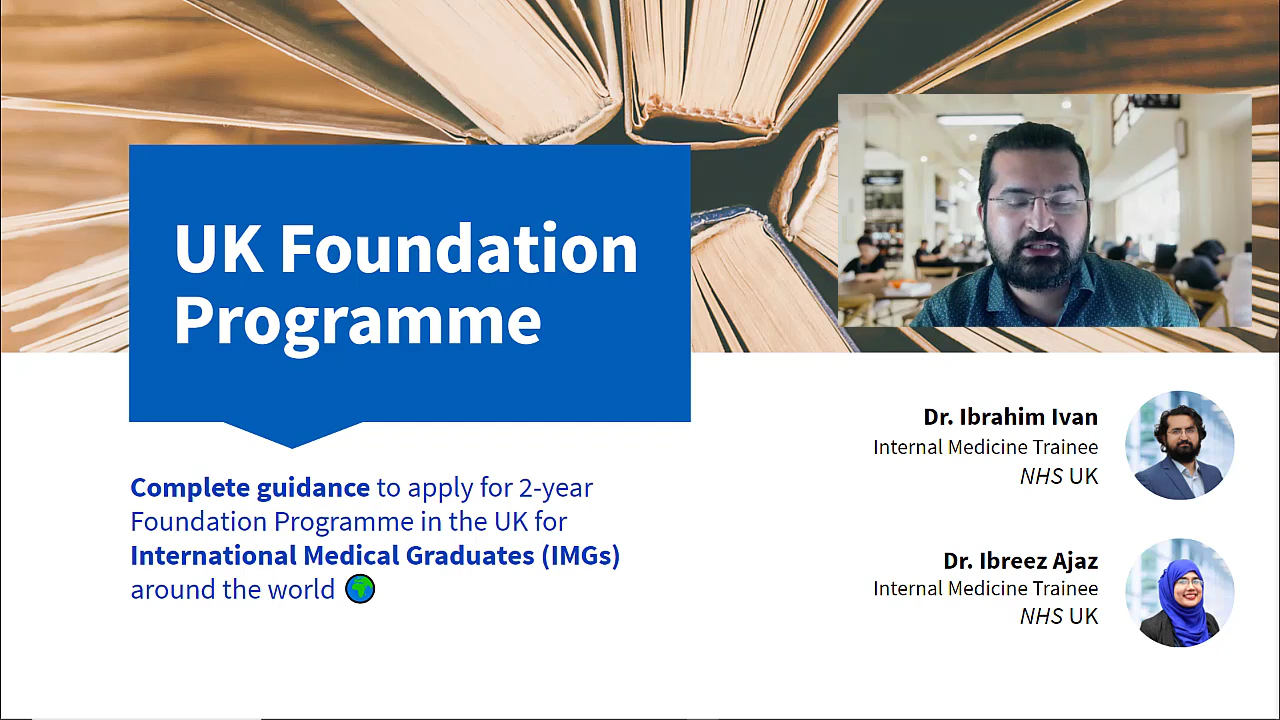 UK Foundation
Programme
Complete guidance to apply for 2-year
Foundation Programme in the UK for
International Medical Graduates (IMGs)
around the world
Dr. Ibrahim Ivan
Internal Medicine Trainee
NHS UK
Dr. Ibreez Ajaz
Internal Medicine Trainee
NHS UK